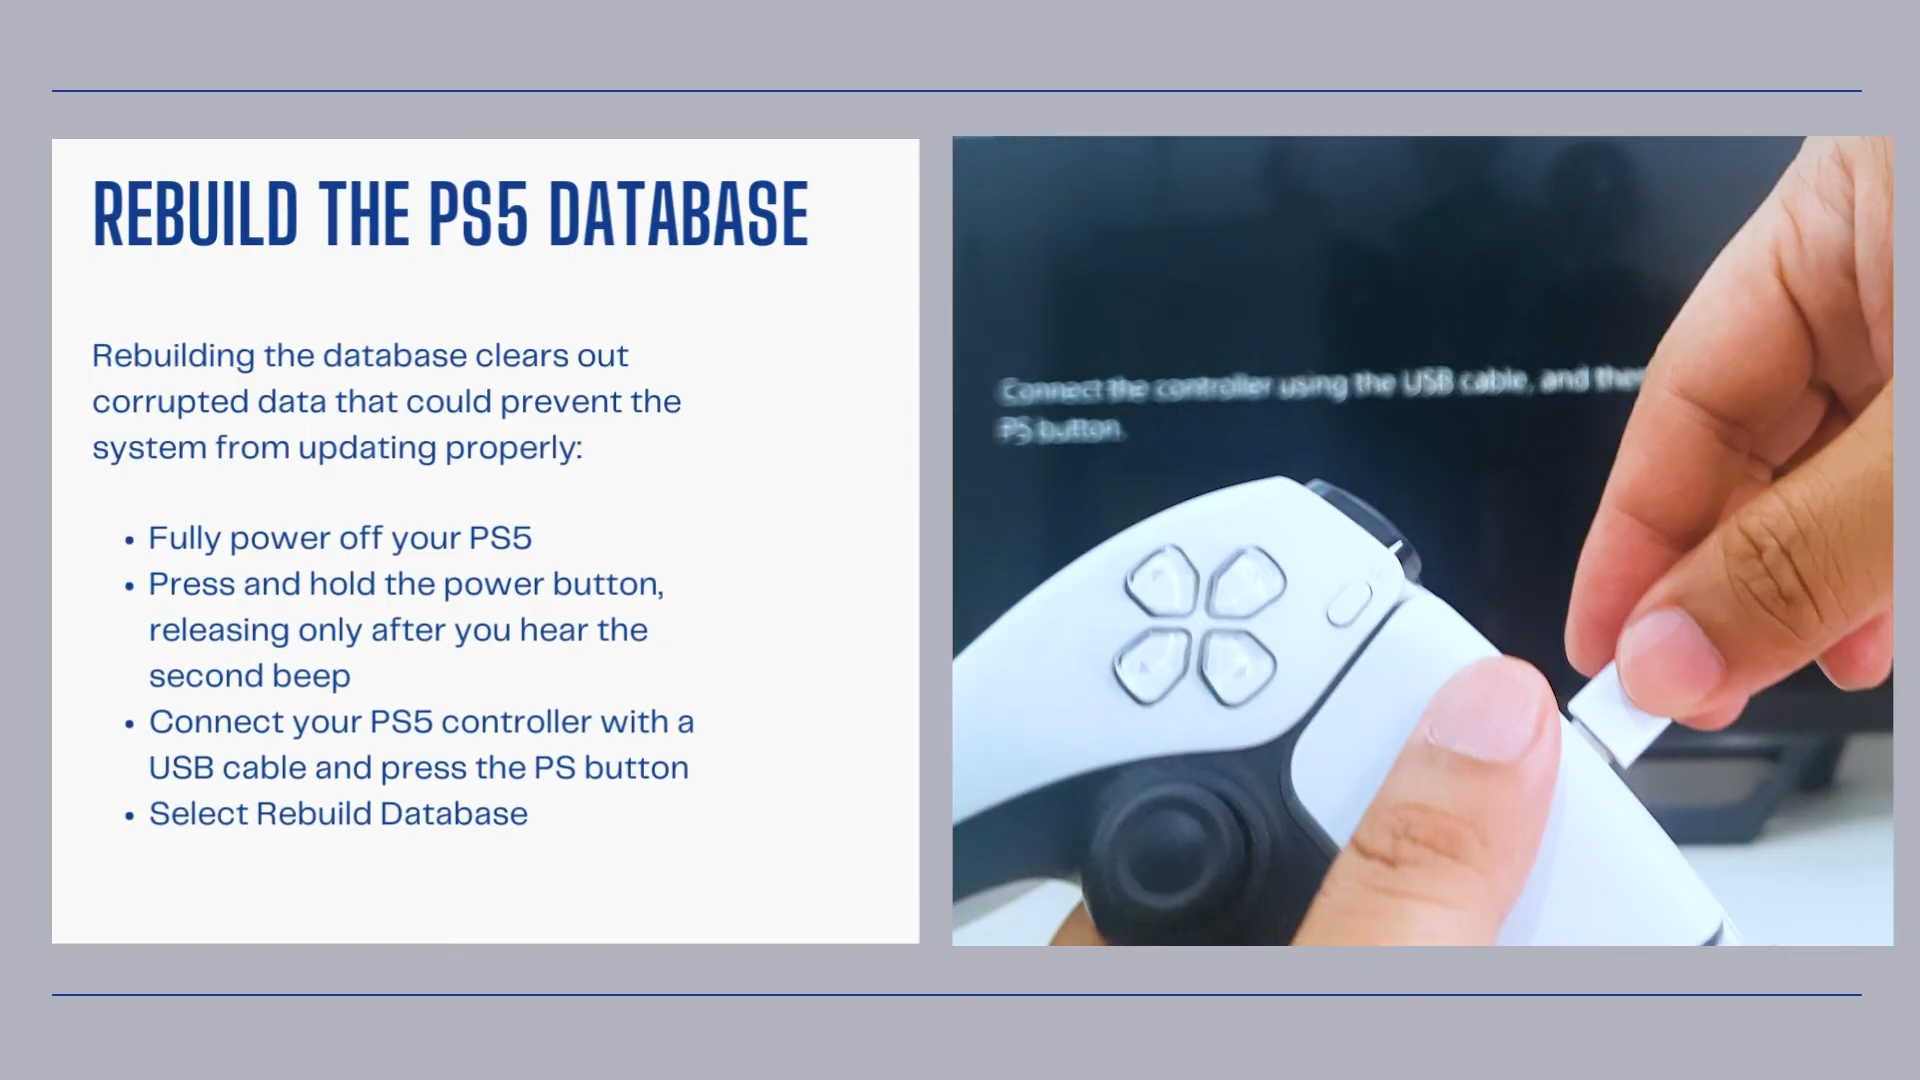 REBUILD THE PS5 DATABASE
Rebuilding the database clears out
corrupted data that could prevent the
system from updating properly:
• Fully power off your PS5
• Press and hold the power button,
releasing only after you hear the
second beep
• Connect your PS5 controller with a
USB cable and press the PS button
• Select Rebuild Database
Connect the controller using the USB cable, and
PS button.